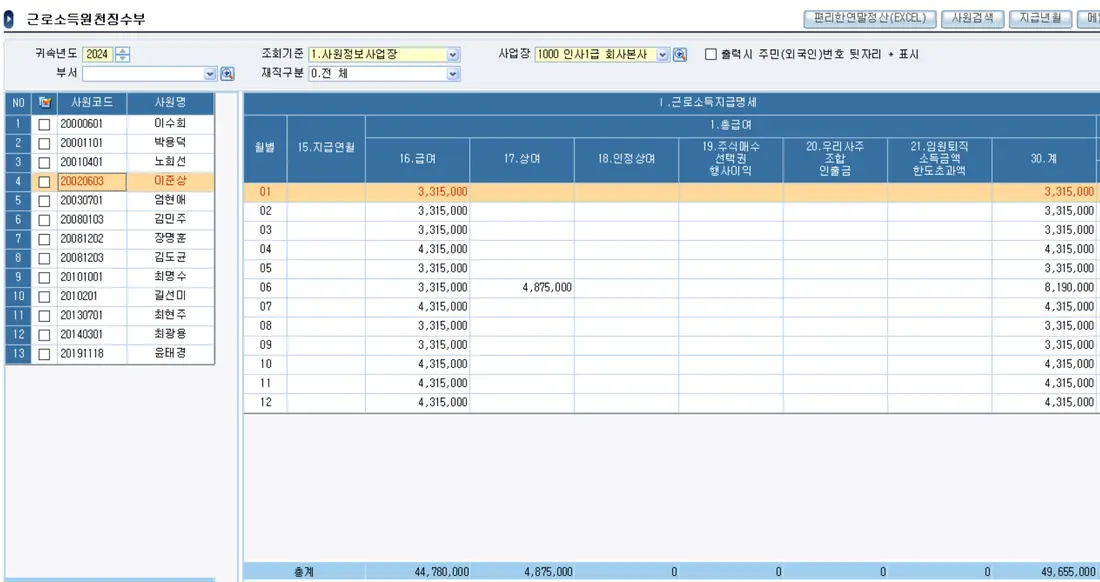 근로소득원천징수부
편리한연말정산(EXCEL) 사원검색 지급년월
귀속년도 2024 조회기준 1.사원정보사업장 사업장 1000 인사1급 회사본사 출력시 주민(외국인)번호 뒷자리 * 표시
부서 재직구분 0.전 체
NO 사원코드 사원명
1 20000601 이수희
2 20001101 박용덕
3 20010401 노희선
4 20020603 이준상
5 20030701 엄현애
6 20080103 김민주
7 20081202 장명훈
8 20081203 김도균
9 20101001 최명수
10 2010201 길선미
11 20130701 최현주
12 20140301 최광용
13 20191118 윤태경
Ⅰ.근로소득지급명세
월별 15.지급연월 1.총급여
16.급여 17.상여 18.인정상여 19.주식매수 선택권 행사이익 20.우리사주 조합 인출금 21.임원퇴직 소득금액 한도초과액 30.계
01 3,315,000 3,315,000
02 3,315,000 3,315,000
03 3,315,000 3,315,000
04 4,315,000 4,315,000
05 3,315,000 3,315,000
06 3,315,000 4,875,000 8,190,000
07 4,315,000 4,315,000
08 3,315,000 3,315,000
09 3,315,000 3,315,000
10 4,315,000 4,315,000
11 4,315,000 4,315,000
12 4,315,000 4,315,000
총계 44,780,000 4,875,000 0 0 0 0 49,655,000